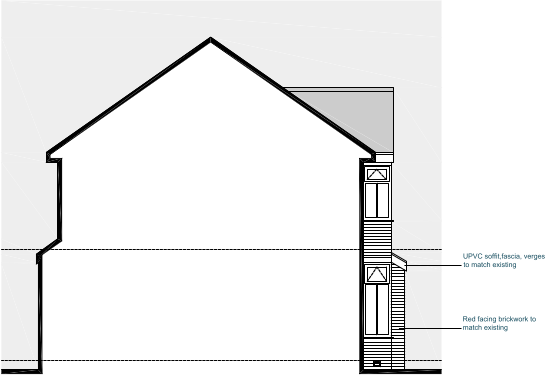 UPVC soffit,fascia, verges
to match existing
Red facing brickwork to
match existing